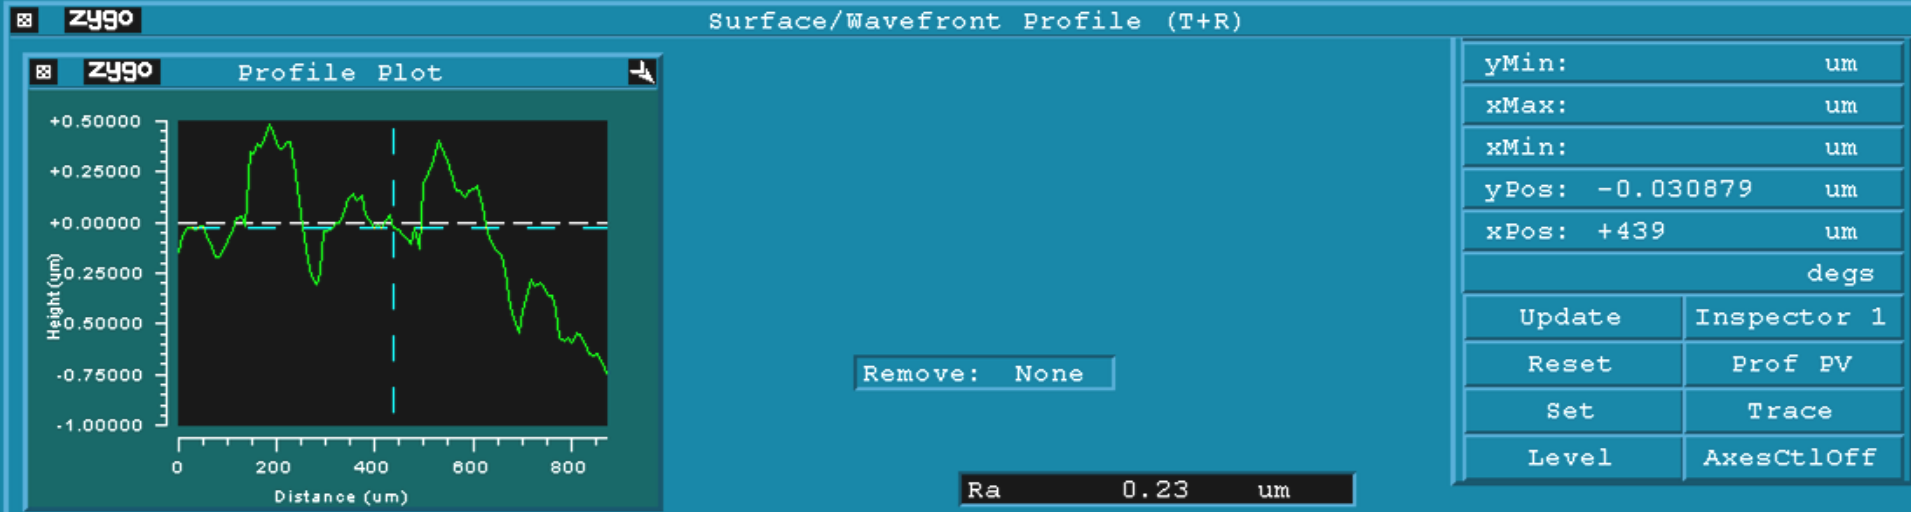 zygo Surface/Wavefront Profile (T+R)
zygo Profile Plot
+0.50000
+0.25000
+0.00000
0.25000
0.50000
-0.75000
-1.00000
Height (um)
0 200 400 600 800
Distance (um)
Remove: None
Ra 0.23 um
yMin: um
xMax: um
xMin: um
yPos: -0.030879 um
xPos: +439 um
degs
Update Inspector 1
Reset Prof PV
Set Trace
Level AxesCtlOff